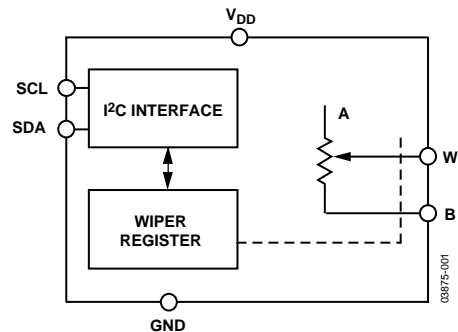 VDD
SCL
I2C INTERFACE
SDA
A
W
WIPER
REGISTER
B
GND
03875-001